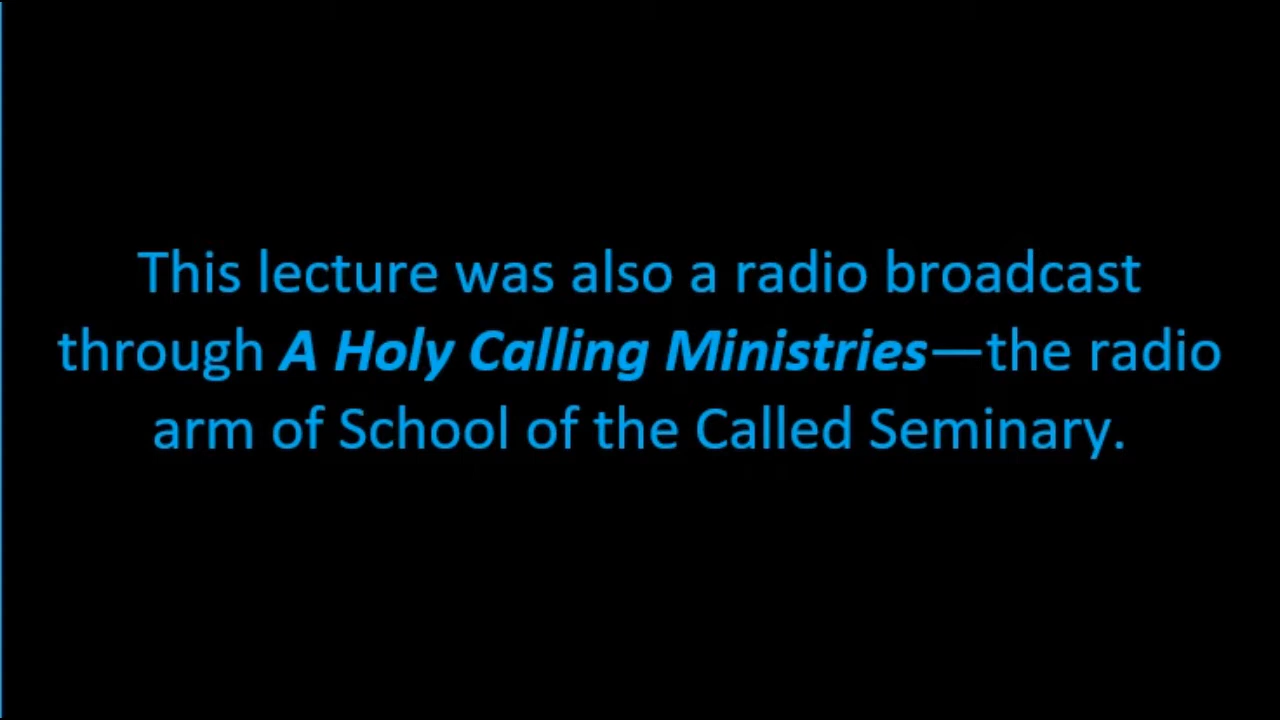 This lecture was also a radio broadcast
through A Holy Calling Ministries—the radio
arm of School of the Called Seminary.